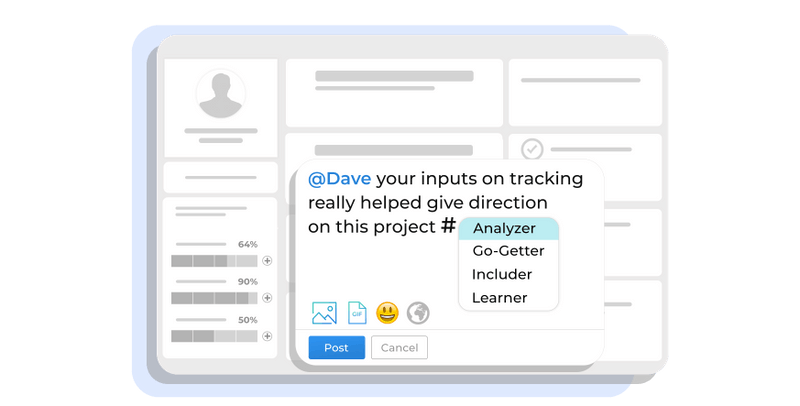 64%
90%
50%
@Dave your inputs on tracking
really helped give direction
on this project #
Analyzer
Go-Getter
Includer
Learner
GIF
Post Cancel